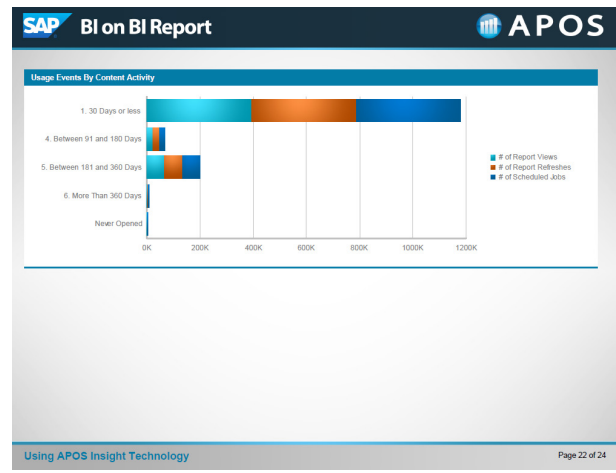 SAP BI on BI Report APOS
Usage Events By Content Activity
1. 30 Days or less
4. Between 91 and 180 Days
5. Between 181 and 360 Days
6. More Than 360 Days
Never Opened
0K 200K 400K 600K 800K 1000K 1200K
# of Report Views
# of Report Refreshes
# of Scheduled Jobs
Using APOS Insight Technology Page 22 of 24